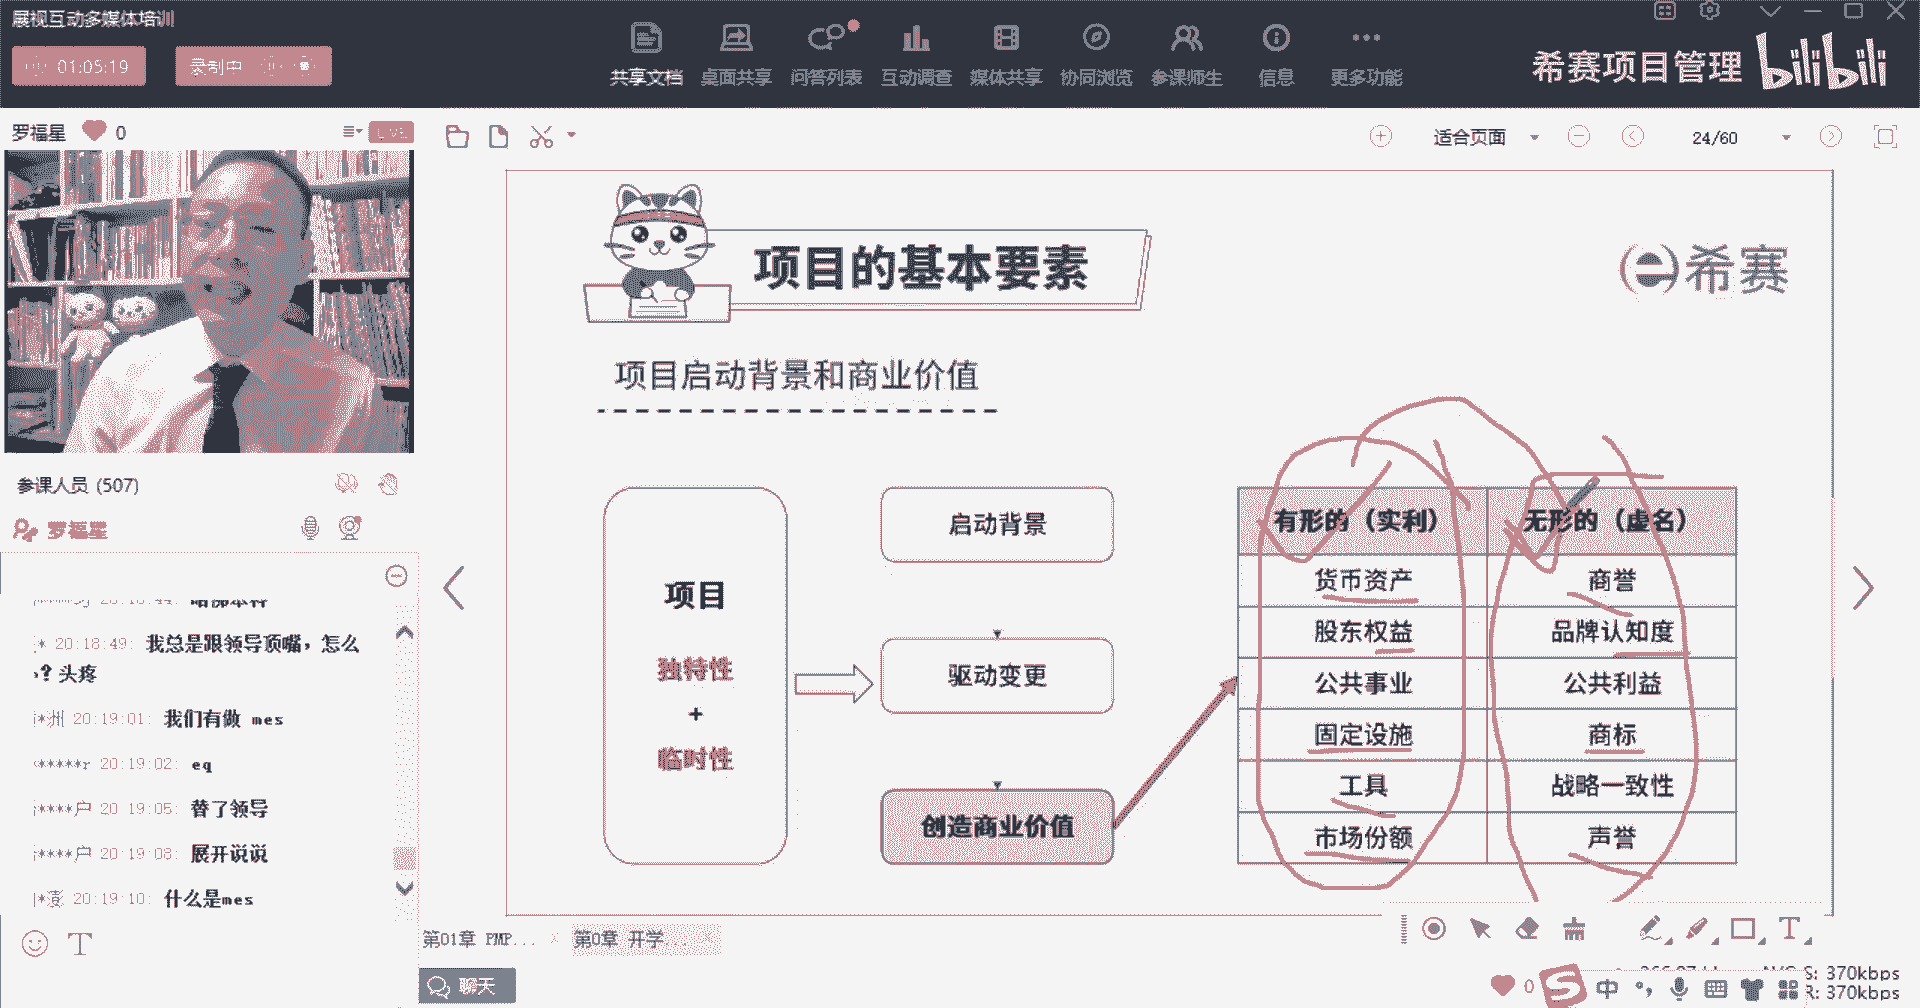 展视互动多媒体培训
01:05:19
录制中
共享文档
桌面共享
问答列表
互动调查
媒体共享
协同浏览
参课师生
信息
更多功能
希赛项目管理
bilibili
罗福星
0
LIVE
适合页面
24/60
项目的基本要素
希赛
项目启动背景和商业价值
项目
独特性
+
临时性
启动背景
驱动变更
创造商业价值
有形的（实利） 无形的（虚名）
货币资产 商誉
股东权益 品牌认知度
公共事业 公共利益
固定设施 商标
工具 战略一致性
市场份额 声誉
参课人员 (507)
罗福星
20:18:49: 我总是跟领导顶嘴，怎么
? 头疼
洲 20:19:01: 我们有做 mes
r 20:19:02: eq
户 20:19:05: 替了领导
户 20:19:08: 展开说说
20:19:10: 什么是mes
第01章 PMP...
第0章 开学...
聊天
0
中
S: 370kbps
R: 370kbps